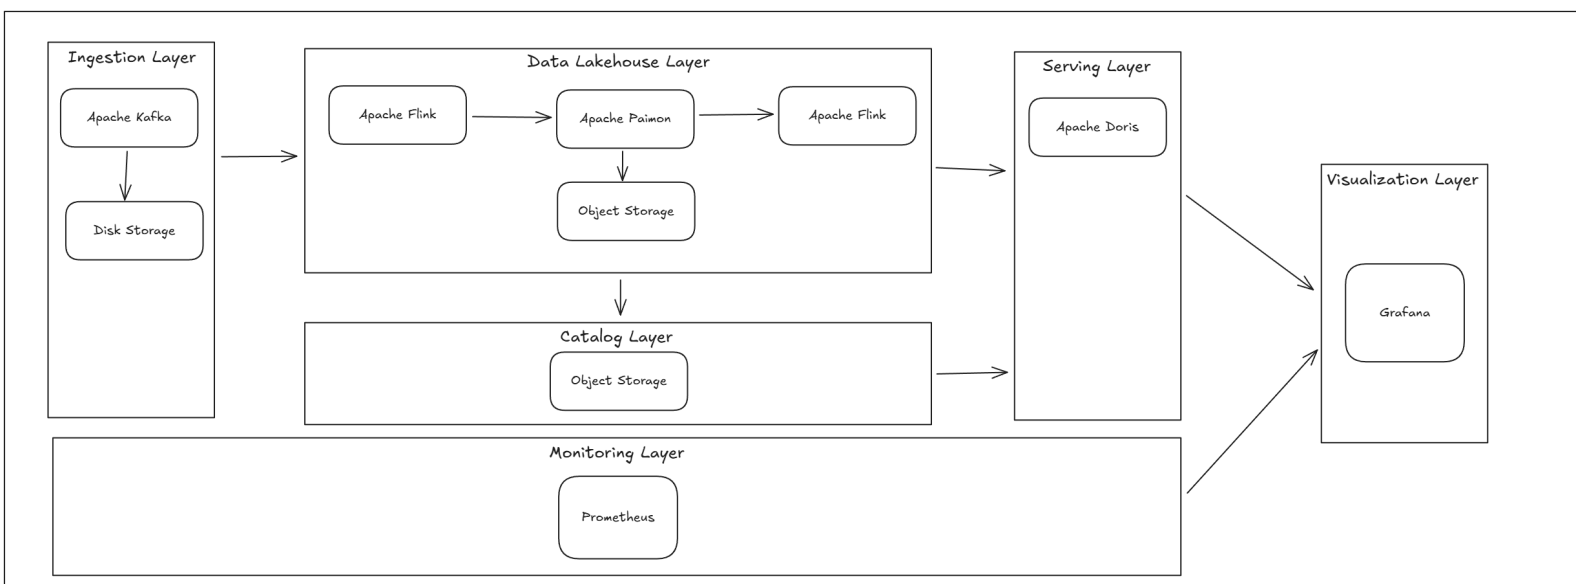 Ingestion Layer
Apache Kafka
Disk Storage
Data Lakehouse Layer
Apache Flink
Apache Paimon
Apache Flink
Object Storage
Catalog Layer
Object Storage
Serving Layer
Apache Doris
Visualization Layer
Grafana
Monitoring Layer
Prometheus